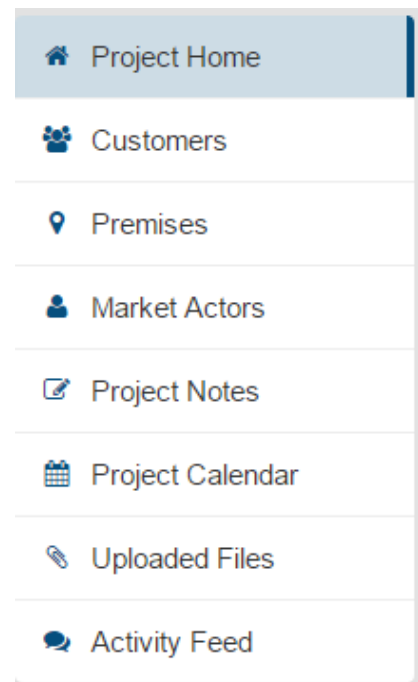 Project Home
Customers
Premises
Market Actors
Project Notes
Project Calendar
Uploaded Files
Activity Feed